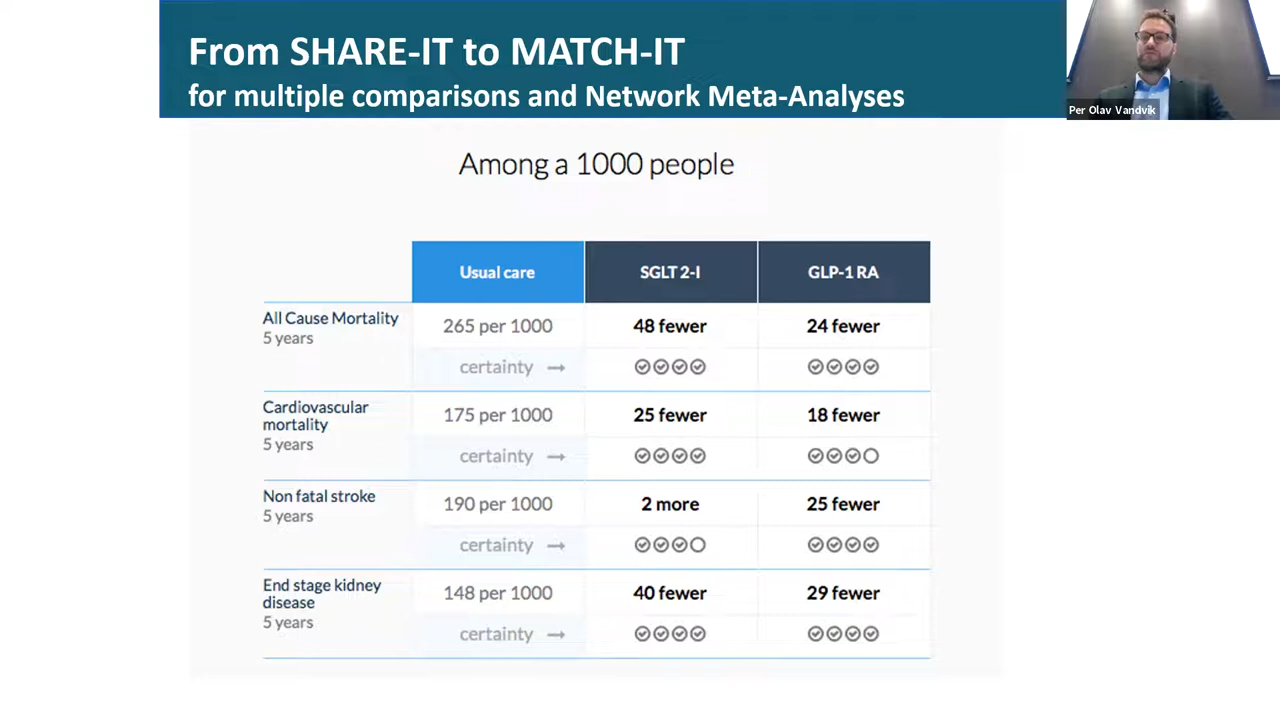 From SHARE-IT to MATCH-IT
for multiple comparisons and Network Meta-Analyses
Per Olav Vandvik
Among a 1000 people
Usual care SGLT 2-I GLP-1 RA
All Cause Mortality 265 per 1000 48 fewer 24 fewer
5 years
certainty →
Cardiovascular 175 per 1000 25 fewer 18 fewer
mortality
5 years certainty →
Non fatal stroke 190 per 1000 2 more 25 fewer
5 years
certainty →
End stage kidney 148 per 1000 40 fewer 29 fewer
disease
5 years certainty →